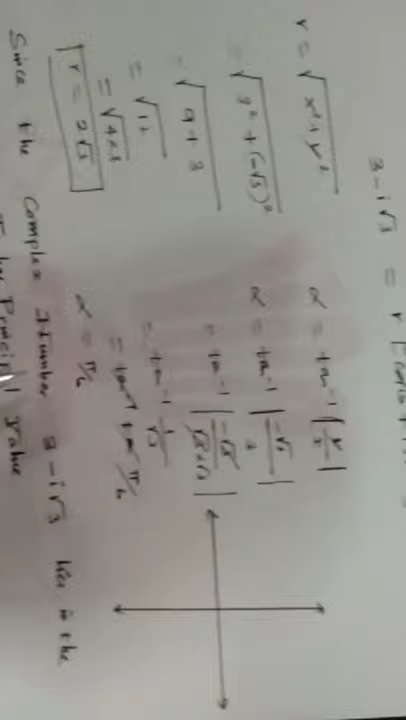 3 - i√3 = r [cos
r = √x² + y²
= √3² + (-√3)²
= √9 + 3
= √12
= √4×3
r = 2√3
α = tan⁻¹ |y/x|
α = tan⁻¹ |-√3/3|
= tan⁻¹ |-√3/√3×√3|
= tan⁻¹ 1/√3
= tan⁻¹ tan π/6
α = π/6
Since the Complex Number 3 - i√3 lies in the
Principal Value